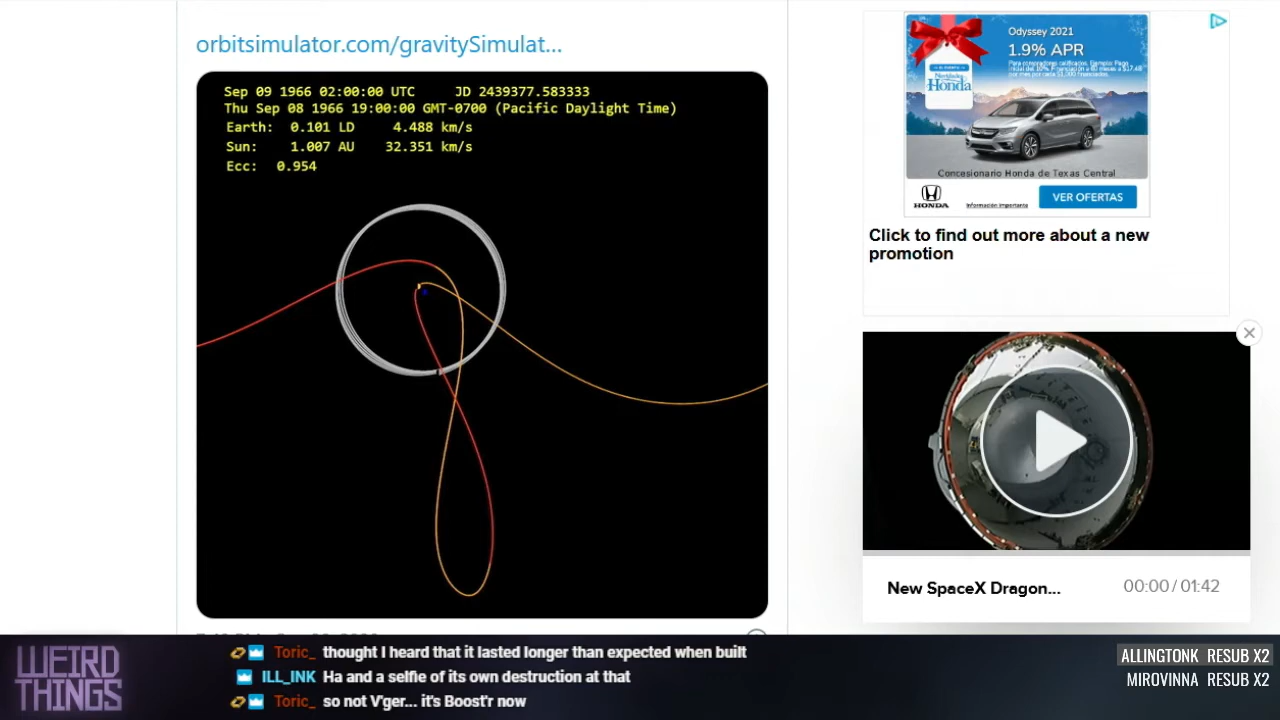 orbitsimulator.com/gravitySimulat...
Sep 09 1966 02:00:00 UTC JD 2439377.583333
Thu Sep 08 1966 19:00:00 GMT-0700 (Pacific Daylight Time)
Earth: 0.101 LD 4.488 km/s
Sun: 1.007 AU 32.351 km/s
Ecc: 0.954
Odyssey 2021
1.9% APR
Honda
Concesionario Honda de Texas Central
HONDA
Información Importante
VER OFERTAS
Click to find out more about a new
promotion
New SpaceX Dragon...
00:00 / 01:42
WEIRD
THINGS
Toric_ thought I heard that it lasted longer than expected when built
ILL_INK Ha and a selfie of its own destruction at that
Toric_ so not V'ger... it's Boost'r now
ALLINGTONK RESUB X2
MIROVINNA RESUB X2